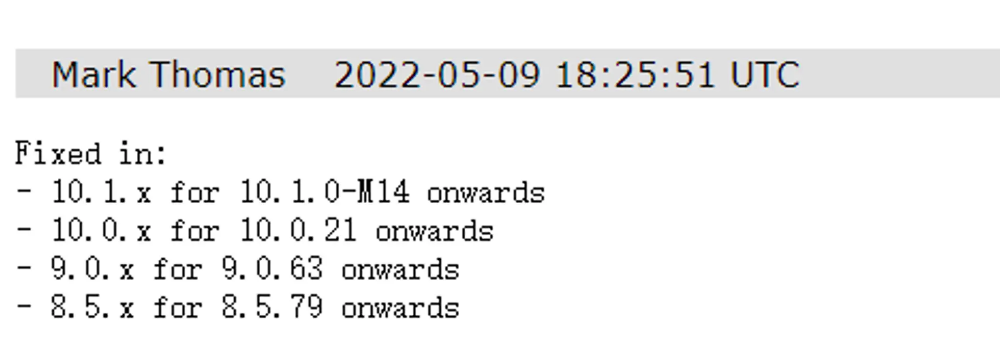 Mark Thomas 2022-05-09 18:25:51 UTC
Fixed in:
- 10.1.x for 10.1.0-M14 onwards
- 10.0.x for 10.0.21 onwards
- 9.0.x for 9.0.63 onwards
- 8.5.x for 8.5.79 onwards